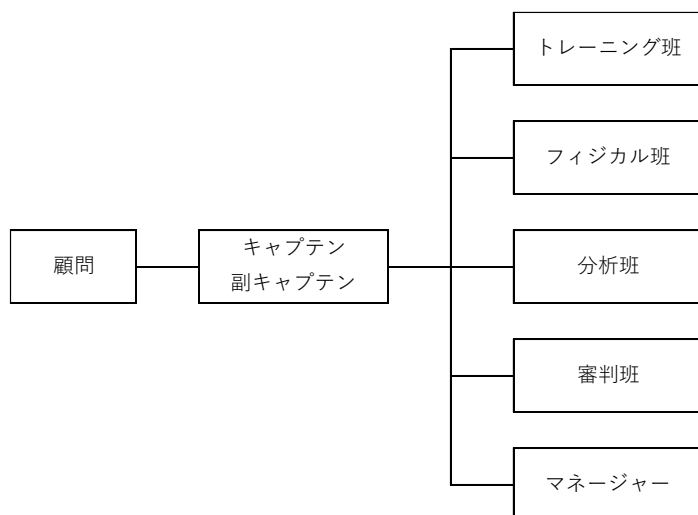 トレーニング班
フィジカル班
顧問
キャプテン
副キャプテン
分析班
審判班
マネージャー